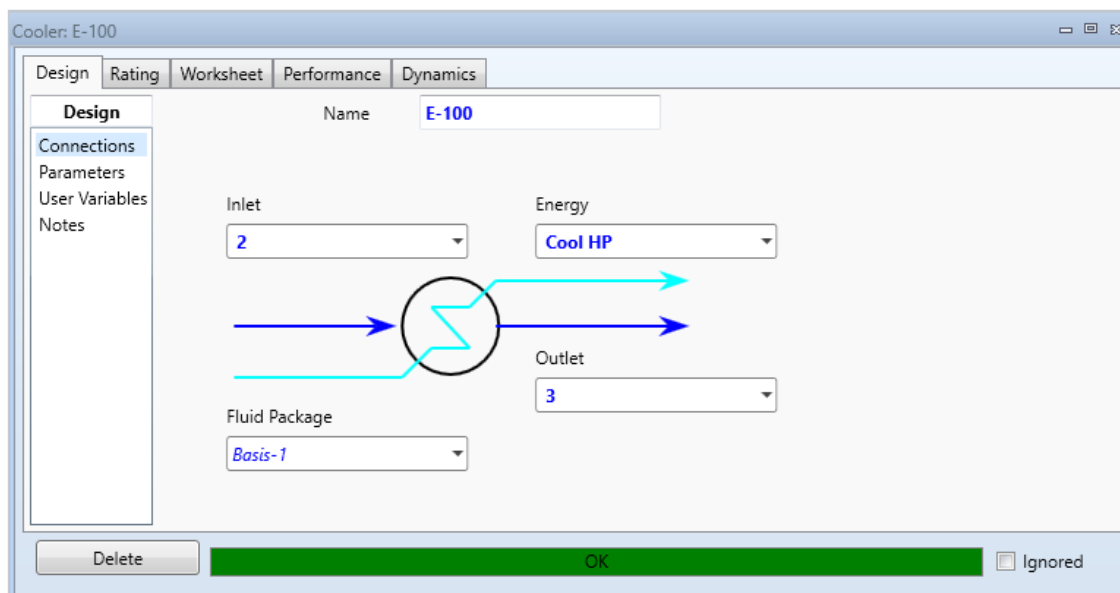 Cooler: E-100
Design Rating Worksheet Performance Dynamics
Design
Connections
Parameters
User Variables
Notes
Name E-100
Inlet Energy
2 Cool HP
Outlet
3
Fluid Package
Basis-1
Delete OK Ignored